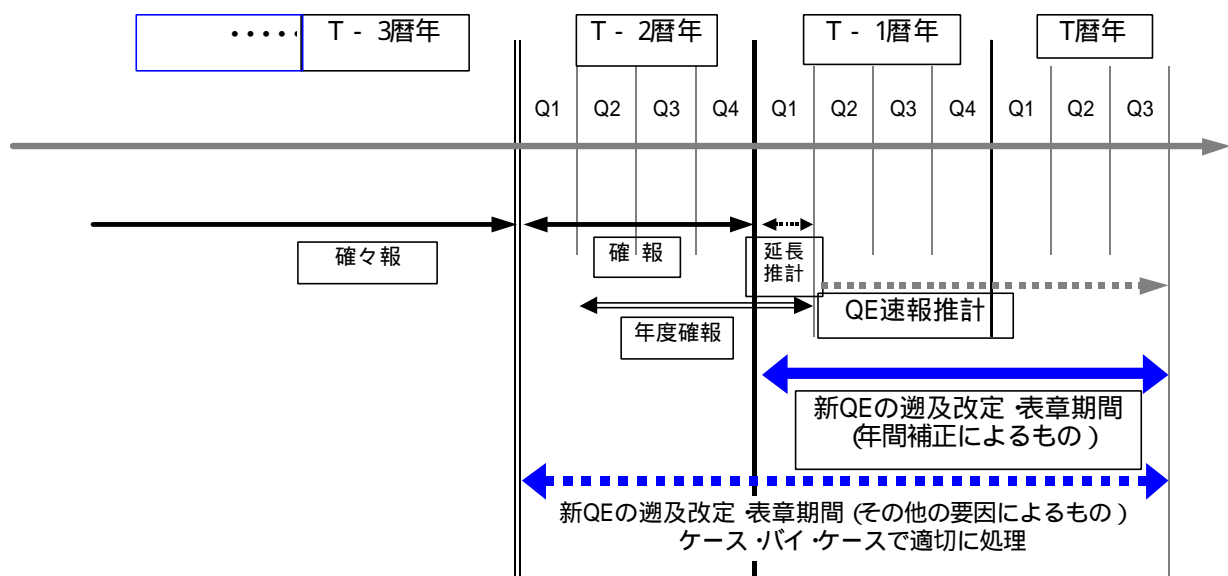 ・・・・・ T - 3暦年 T - 2暦年 T - 1暦年 T暦年
Q1 Q2 Q3 Q4 Q1 Q2 Q3 Q4 Q1 Q2 Q3
確々報
確 報
延長
推計
QE速報推計
年度確報
新QEの遡及改定・表章期間
(年間補正によるもの)
新QEの遡及改定・表章期間 (その他の要因によるもの)
ケース・バイ・ケースで適切に処理